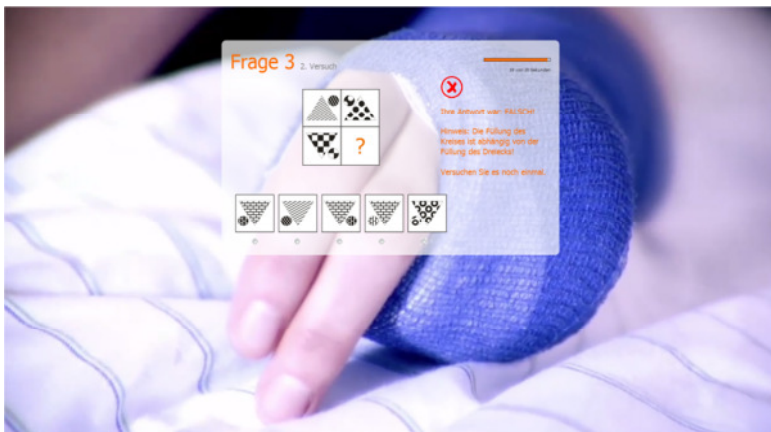 Frage 3 2. Versuch
Ihre Antwort war: FALSCH!
Hinweis: Die Füllung des
Kreises ist abhängig von der
Füllung des Dreiecks!
Versuchen Sie es noch einmal.
?